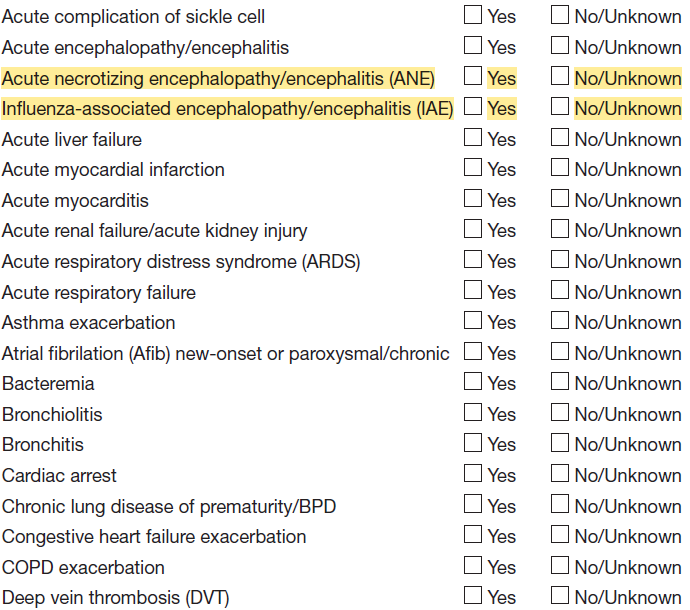 Acute complication of sickle cell Yes No/Unknown
Acute encephalopathy/encephalitis Yes No/Unknown
Acute necrotizing encephalopathy/encephalitis (ANE) Yes No/Unknown
Influenza-associated encephalopathy/encephalitis (IAE) Yes No/Unknown
Acute liver failure Yes No/Unknown
Acute myocardial infarction Yes No/Unknown
Acute myocarditis Yes No/Unknown
Acute renal failure/acute kidney injury Yes No/Unknown
Acute respiratory distress syndrome (ARDS) Yes No/Unknown
Acute respiratory failure Yes No/Unknown
Asthma exacerbation Yes No/Unknown
Atrial fibrilation (Afib) new-onset or paroxysmal/chronic Yes No/Unknown
Bacteremia Yes No/Unknown
Bronchiolitis Yes No/Unknown
Bronchitis Yes No/Unknown
Cardiac arrest Yes No/Unknown
Chronic lung disease of prematurity/BPD Yes No/Unknown
Congestive heart failure exacerbation Yes No/Unknown
COPD exacerbation Yes No/Unknown
Deep vein thrombosis (DVT) Yes No/Unknown